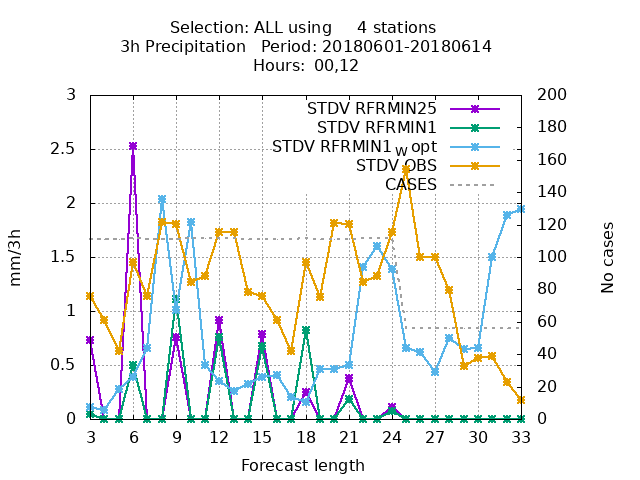 Selection: ALL using 4 stations
3h Precipitation Period: 20180601-20180614
Hours: 00,12
STDV RFRMIN25
STDV RFRMIN1
STDV RFRMIN1w opt
STDV OBS
CASES
mm/3h
3
2.5
2
1.5
1
0.5
0
No cases
200
180
160
140
120
100
80
60
40
20
0
3 6 9 12 15 18 21 24 27 30 33
Forecast length